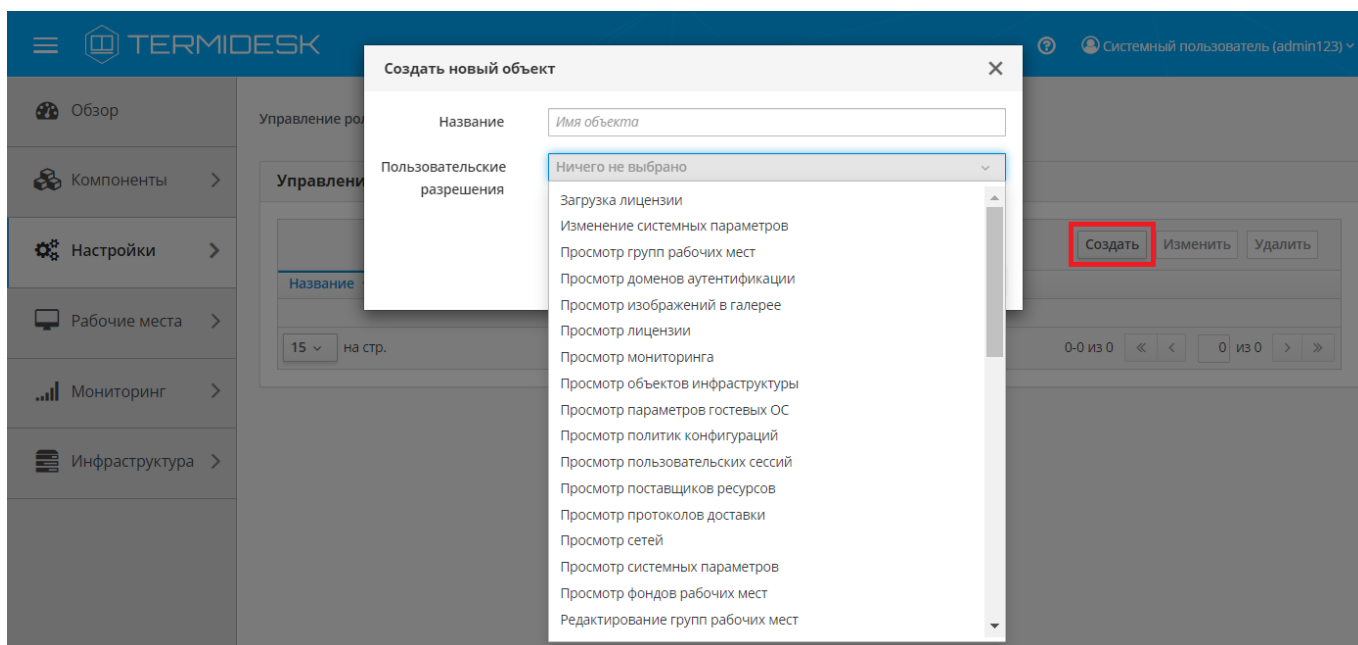 TERMIDESK
Системный пользователь (admin123)
Обзор
Компоненты
Настройки
Рабочие места
Мониторинг
Инфраструктура
Управление рол
Управлени
Создать Изменить Удалить
Название
15 на стр.
0-0 из 0 0 из 0
Создать новый объект
Название Имя объекта
Пользовательские разрешения Ничего не выбрано
Загрузка лицензии
Изменение системных параметров
Просмотр групп рабочих мест
Просмотр доменов аутентификации
Просмотр изображений в галерее
Просмотр лицензии
Просмотр мониторинга
Просмотр объектов инфраструктуры
Просмотр параметров гостевых ОС
Просмотр политик конфигураций
Просмотр пользовательских сессий
Просмотр поставщиков ресурсов
Просмотр протоколов доставки
Просмотр сетей
Просмотр системных параметров
Просмотр фондов рабочих мест
Редактирование групп рабочих мест